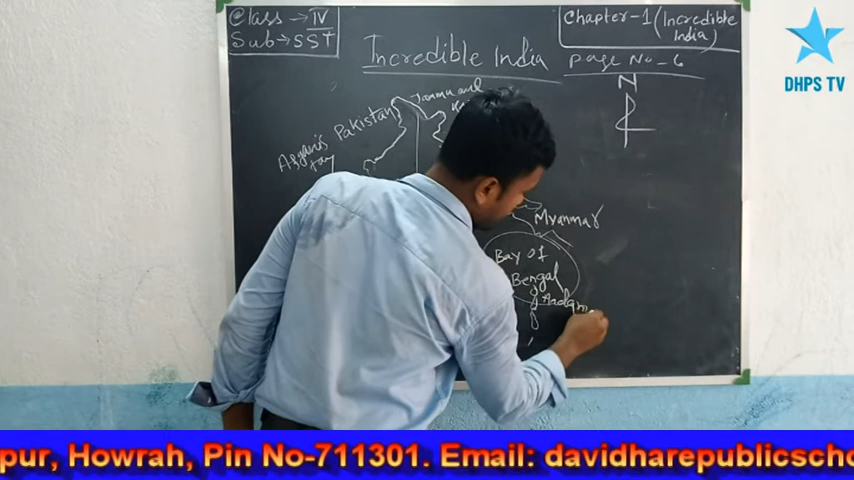 Class → IV
Sub → SST
Incredible India
Chapter-1 (Incredible
India)
Page No - 6
N
DHPS TV
Jammu and
Pakistan
Myanmar
Bay of
Bengal
pur, Howrah, Pin No-711301. Email: davidharepublicscho